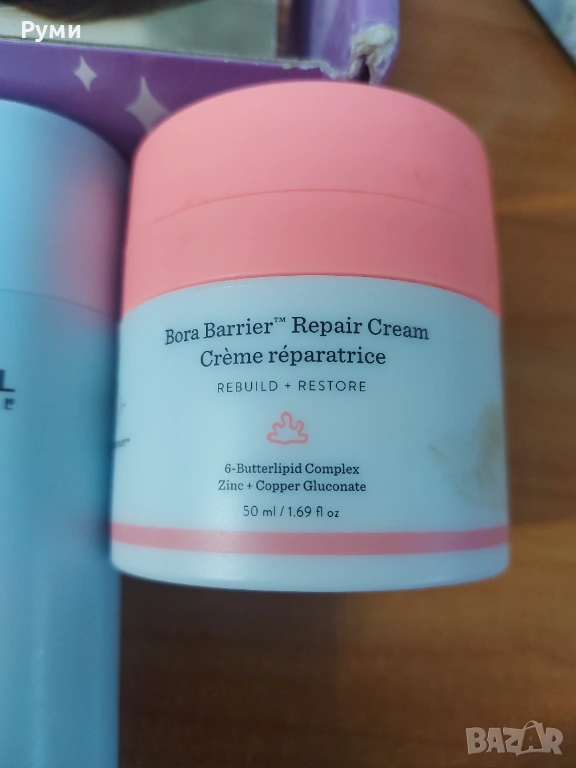 Руми
Bora Barrier™ Repair Cream
Crème réparatrice
REBUILD + RESTORE
6-Butterlipid Complex
Zinc + Copper Gluconate
50 ml / 1.69 fl oz
L
BAZAR